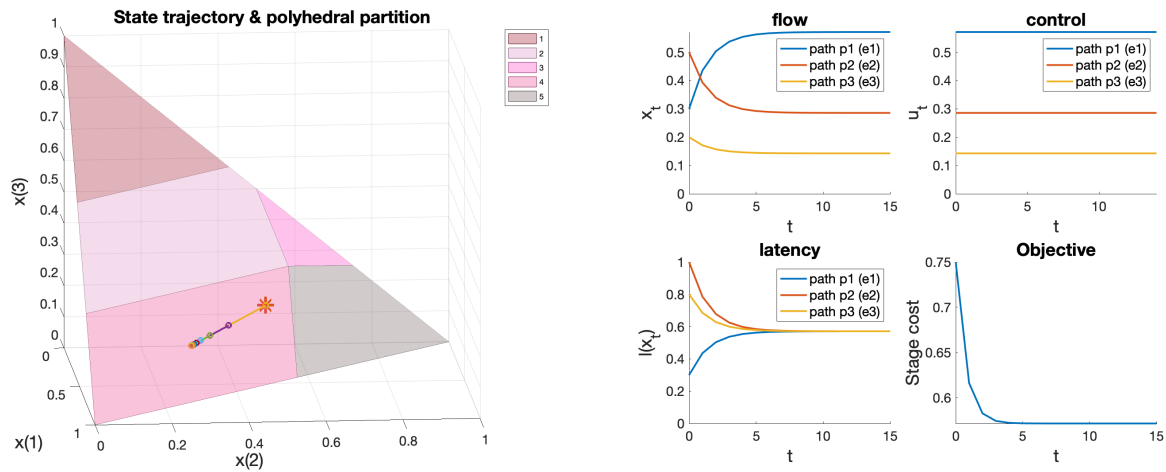 State trajectory & polyhedral partition
1
0.9
0.8
0.7
0.6
0.5
0.4
0.3
0.2
0.1
0
x(3)
0
0.5
1
x(1)
0
0.2
0.4
0.6
0.8
1
x(2)
1
2
3
4
5
flow
path p1 (e1)
path p2 (e2)
path p3 (e3)
0.5
0.4
0.3
0.2
0.1
0
x_t
0 5 10 15
t
control
path p1 (e1)
path p2 (e2)
path p3 (e3)
0.5
0.4
0.3
0.2
0.1
0
u_t
0 5 10
t
latency
path p1 (e1)
path p2 (e2)
path p3 (e3)
1
0.8
0.6
0.4
0.2
0
l(x_t)
0 5 10 15
t
Objective
0.75
0.7
0.65
0.6
Stage cost
0 5 10 15
t